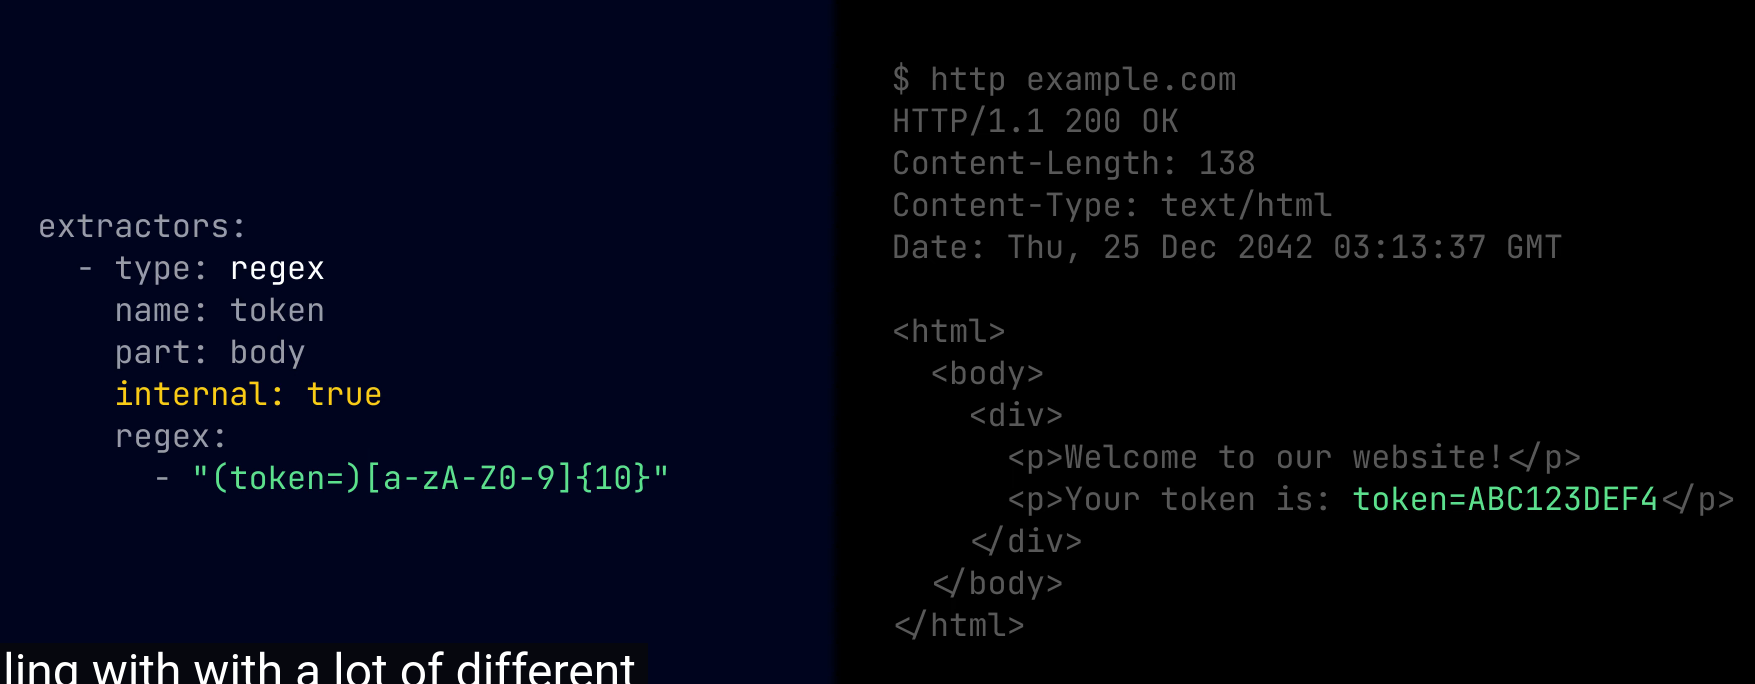 extractors:
  - type: regex
    name: token
    part: body
    internal: true
    regex:
      - "(token=)[a-zA-Z0-9]{10}"
$ http example.com
HTTP/1.1 200 OK
Content-Length: 138
Content-Type: text/html
Date: Thu, 25 Dec 2042 03:13:37 GMT
<html>
  <body>
    <div>
      <p>Welcome to our website!</p>
      <p>Your token is: token=ABC123DEF4</p>
    </div>
  </body>
</html>
ling with with a lot of different